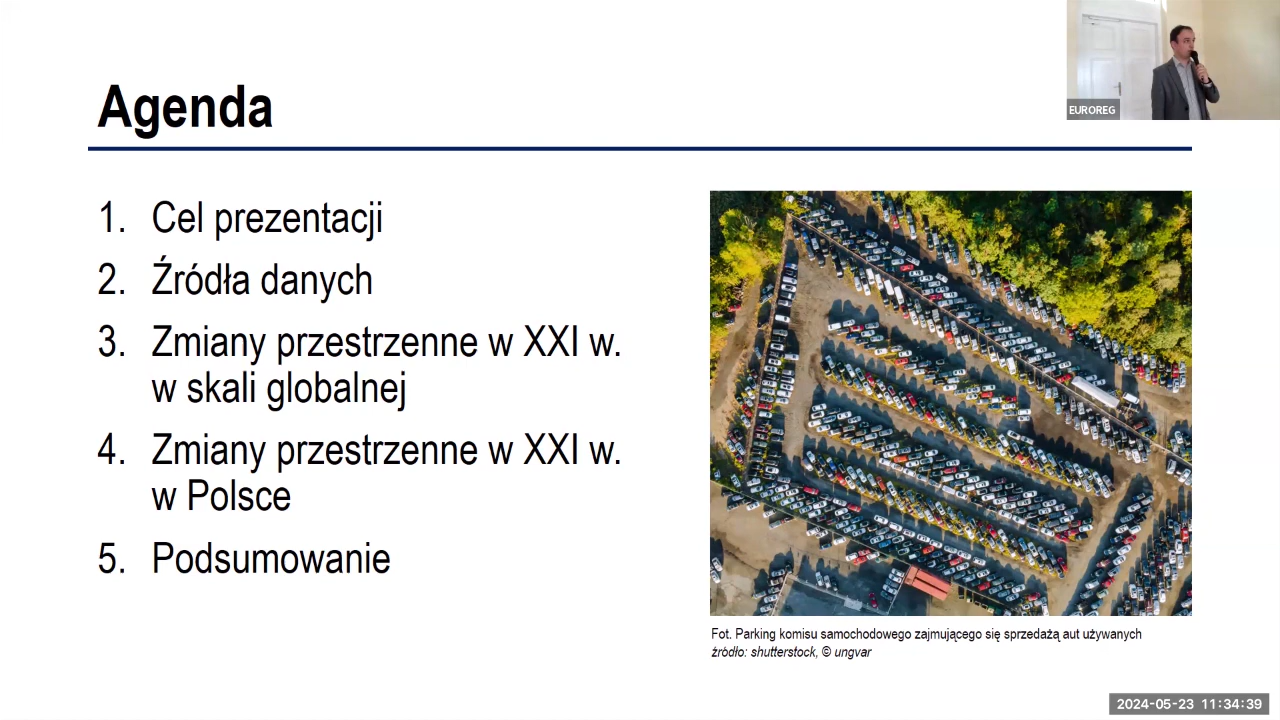 Agenda
EUROREG
1. Cel prezentacji
2. Źródła danych
3. Zmiany przestrzenne w XXI w.
w skali globalnej
4. Zmiany przestrzenne w XXI w.
w Polsce
5. Podsumowanie
Fot. Parking komisu samochodowego zajmującego się sprzedażą aut używanych
źródło: shutterstock, © ungvar
2024-05-23 11:34:39